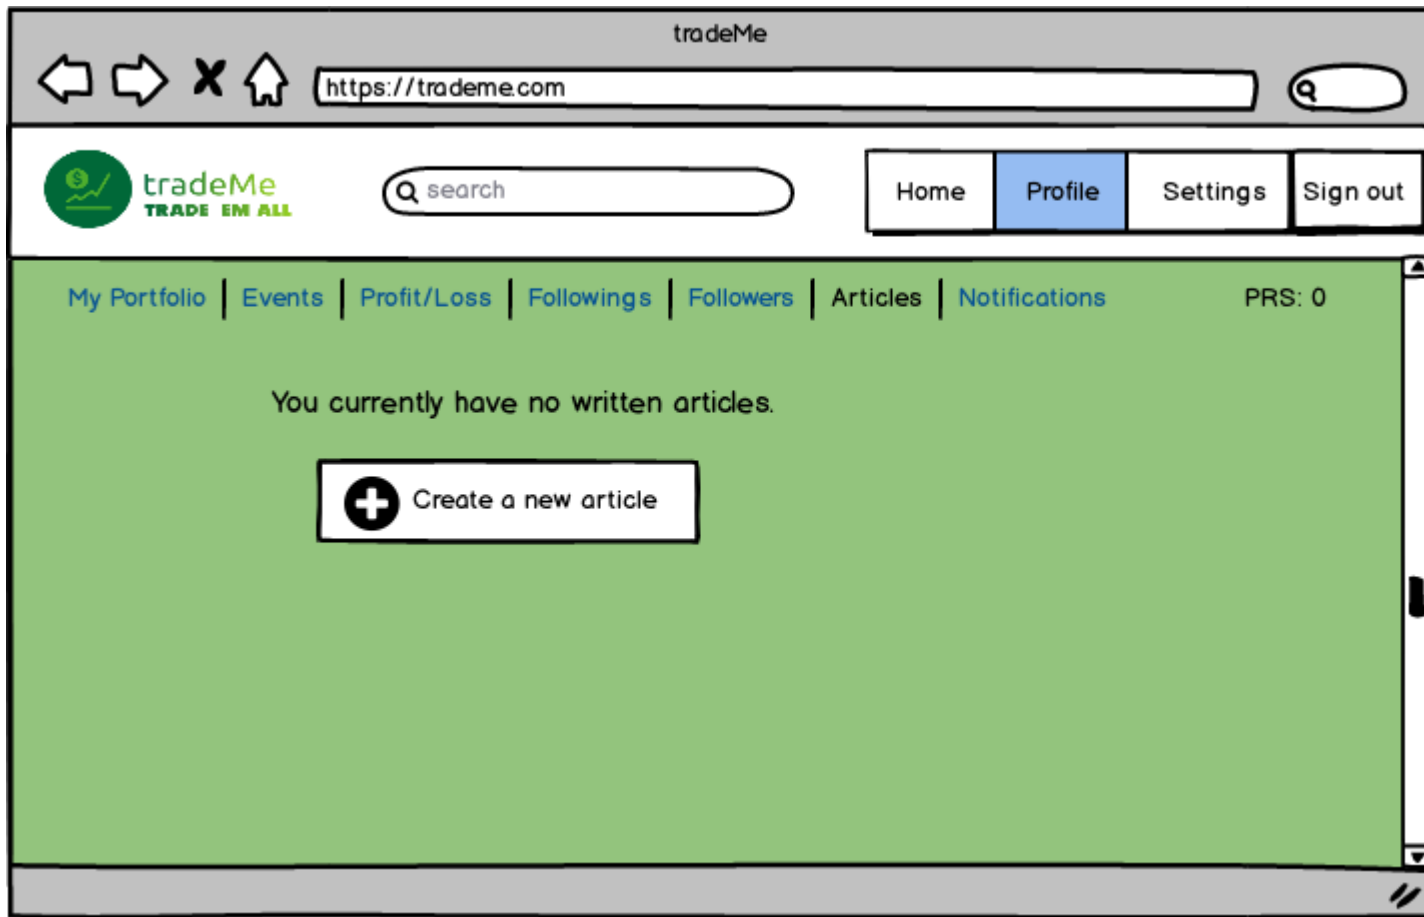 tradeMe
https://trademe.com
tradeMe
TRADE EM ALL
search
Home Profile Settings Sign out
My Portfolio | Events | Profit/Loss | Followings | Followers | Articles | Notifications PRS: 0
You currently have no written articles.
Create a new article